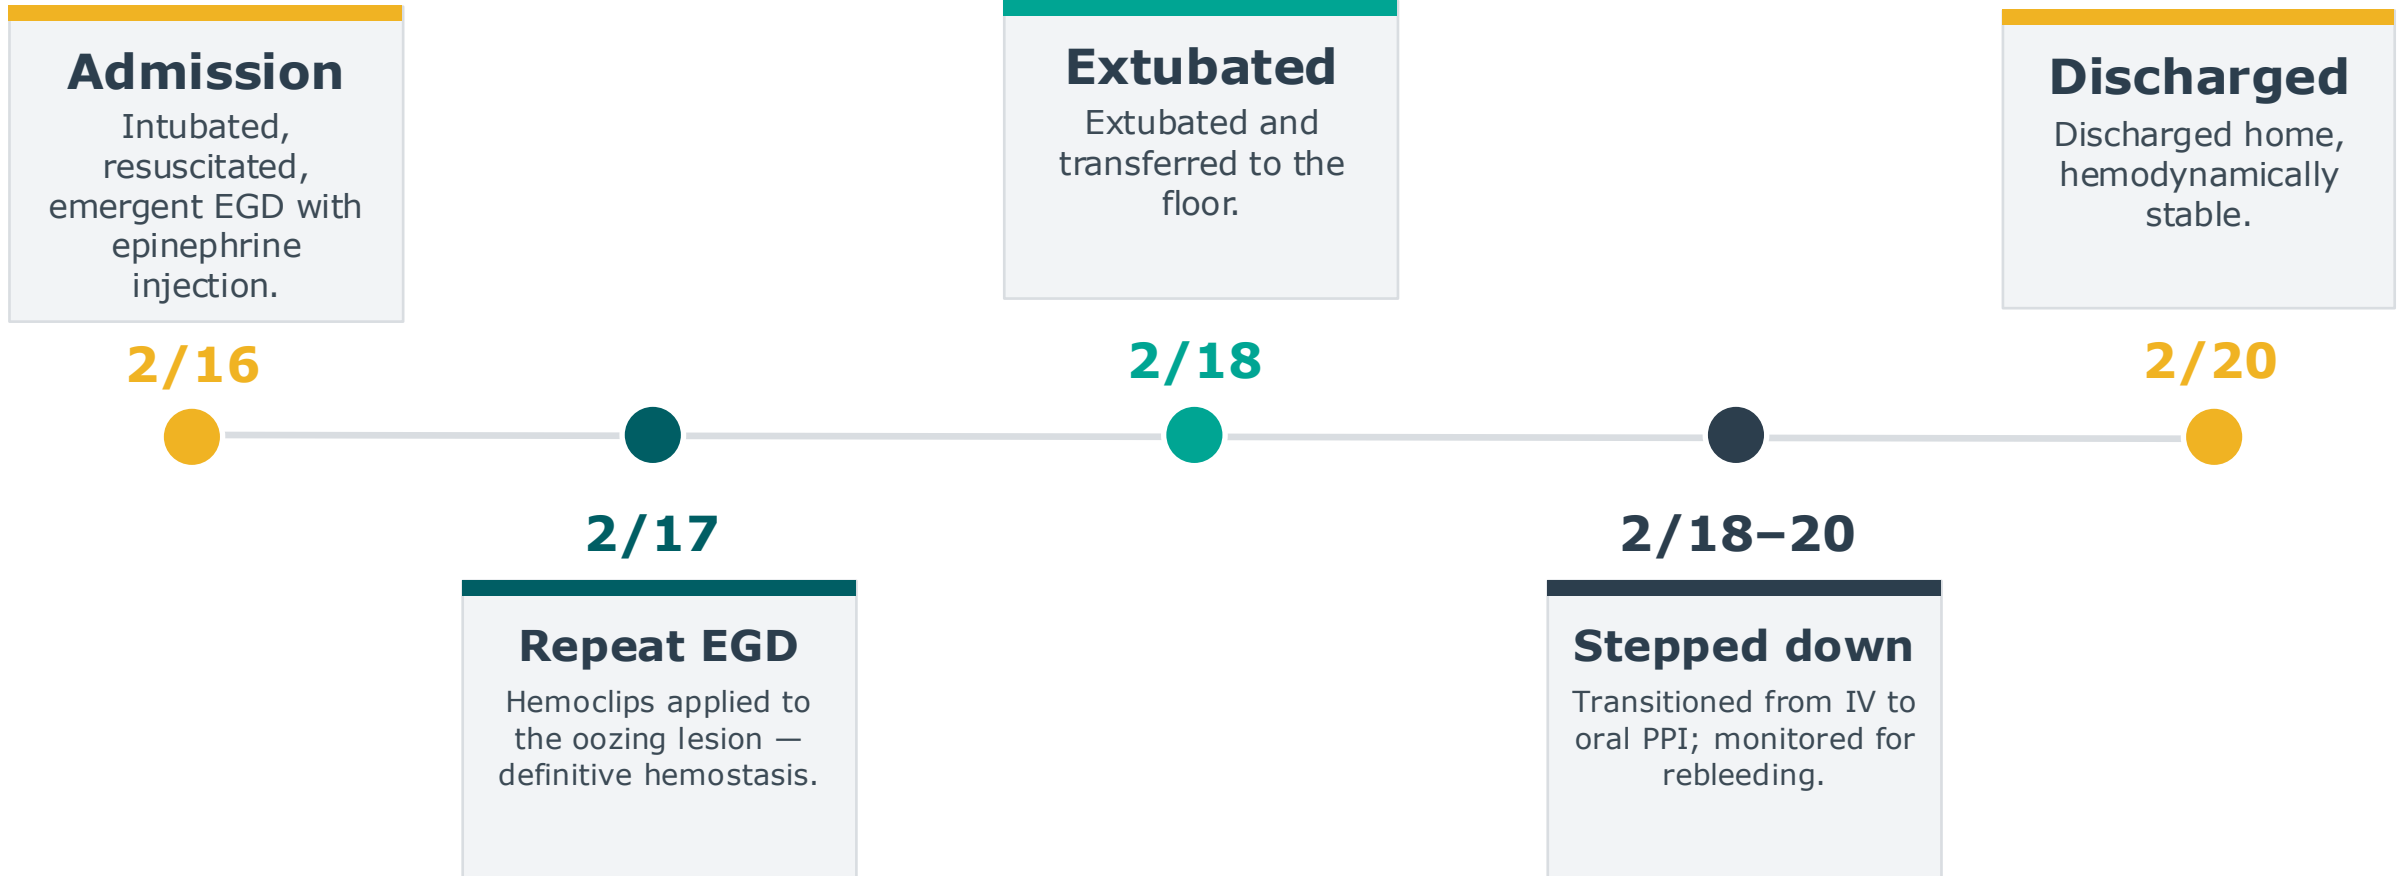 Admission
Intubated,
resuscitated,
emergent EGD with
epinephrine
injection.
2/16
2/17
Repeat EGD
Hemoclips applied to
the oozing lesion —
definitive hemostasis.
Extubated
Extubated and
transferred to the
floor.
2/18
2/18–20
Stepped down
Transitioned from IV to
oral PPI; monitored for
rebleeding.
Discharged
Discharged home,
hemodynamically
stable.
2/20